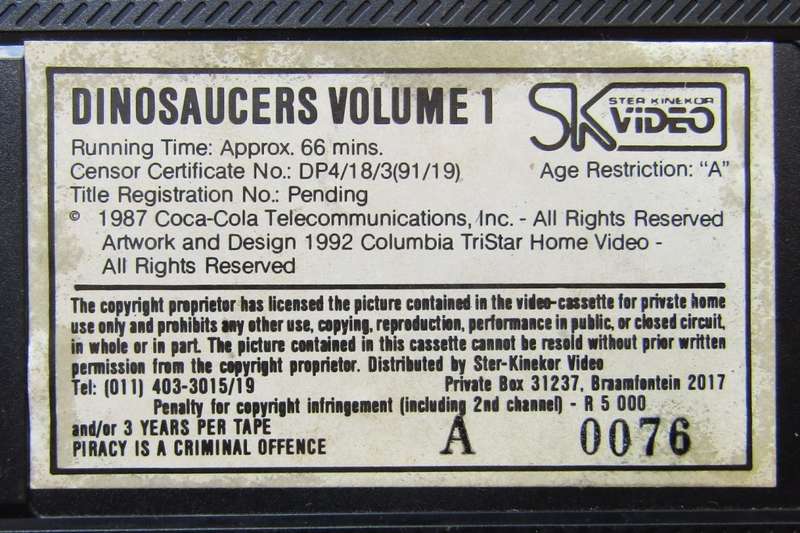 DINOSAUCERS VOLUME 1
SK STER KINEKOR VIDEO
Running Time: Approx. 66 mins.
Censor Certificate No.: DP4/18/3(91/19)
Age Restriction: "A"
Title Registration No.: Pending
© 1987 Coca-Cola Telecommunications, Inc. - All Rights Reserved
Artwork and Design 1992 Columbia TriStar Home Video -
All Rights Reserved
The copyright proprietor has licensed the picture contained in the video-cassette for private home
use only and prohibits any other use, copying, reproduction, performance in public, or closed circuit,
in whole or in part. The picture contained in this cassette cannot be resold without prior written
permission from the copyright proprietor. Distributed by Ster-Kinekor Video
Tel: (011) 403-3015/19 Private Box 31237, Braamfontein 2017
Penalty for copyright infringement (including 2nd channel) - R 5 000
and/or 3 YEARS PER TAPE
PIRACY IS A CRIMINAL OFFENCE
A 0076